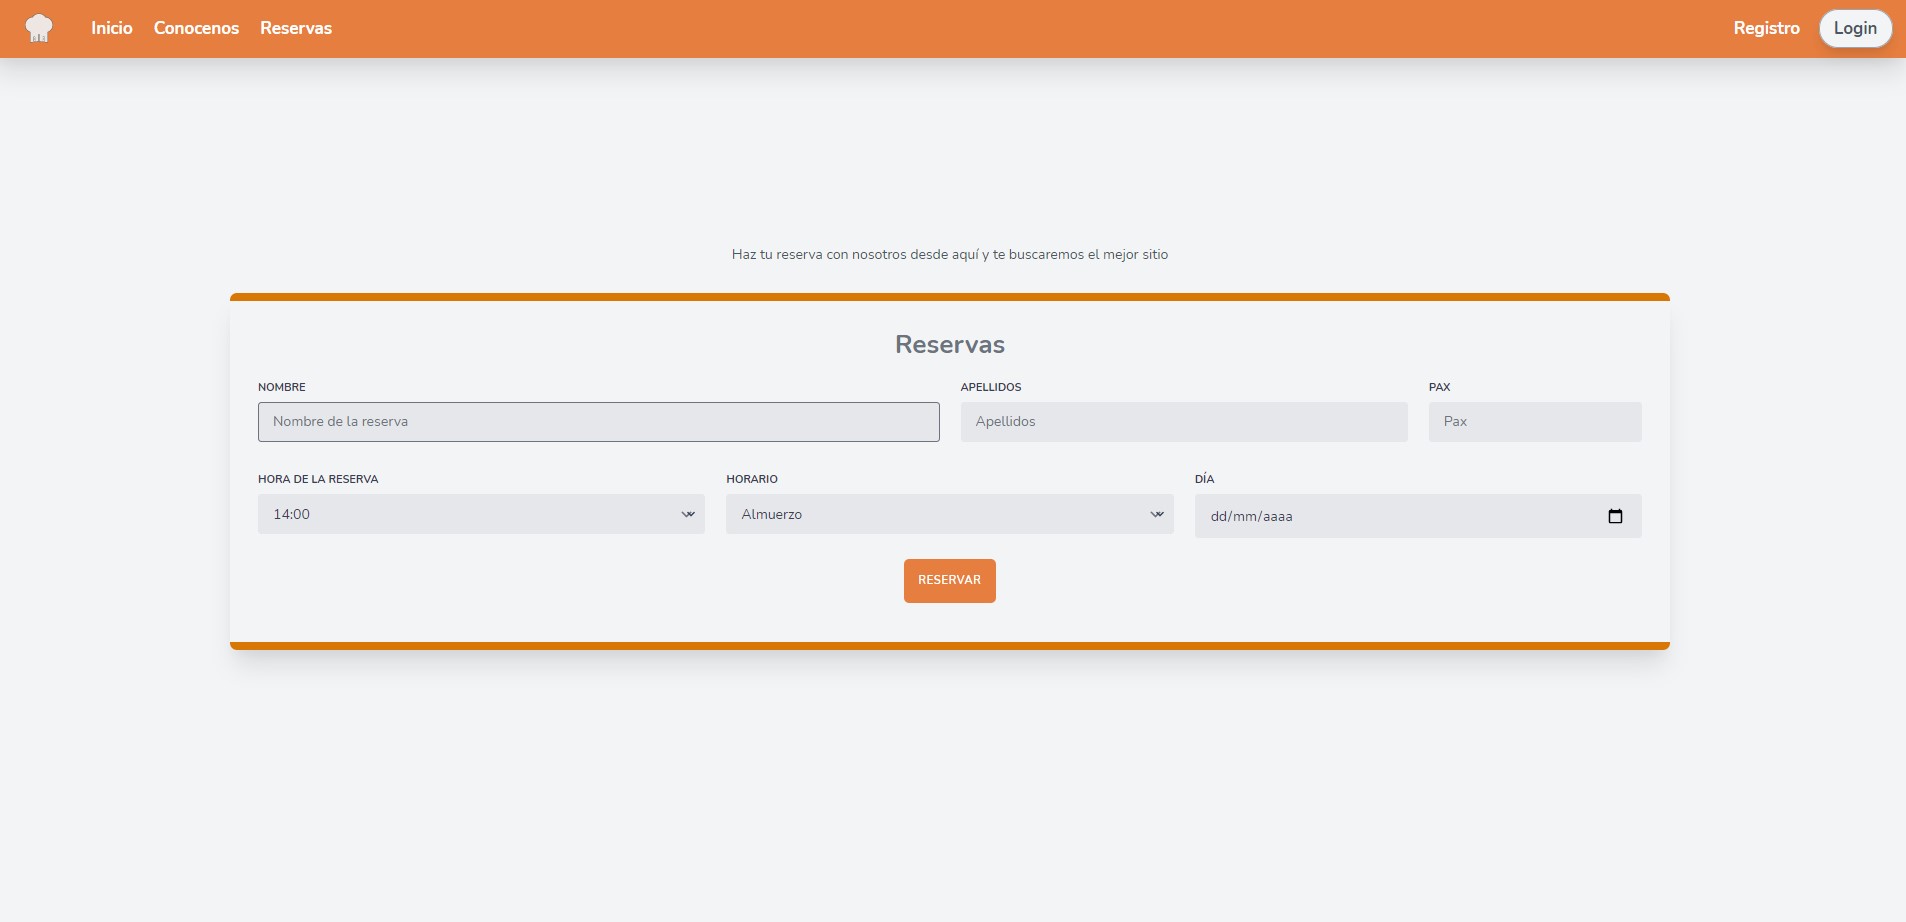 Inicio Conocenos Reservas Registro Login
Haz tu reserva con nosotros desde aquí y te buscaremos el mejor sitio
Reservas
NOMBRE APELLIDOS PAX
Nombre de la reserva Apellidos Pax
HORA DE LA RESERVA HORARIO DÍA
14:00 Almuerzo dd/mm/aaaa
RESERVAR